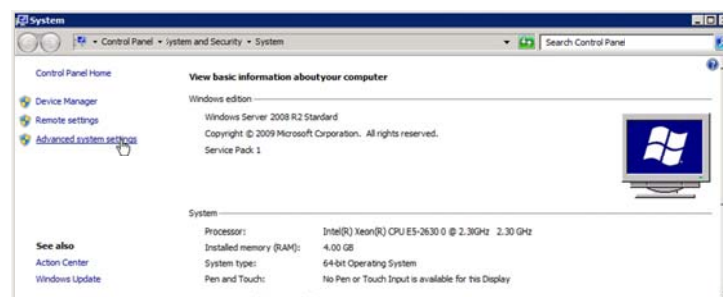 System
Control Panel
System and Security
System
Search Control Panel
Control Panel Home
Device Manager
Remote settings
Advanced system settings
See also
Action Center
Windows Update
View basic information aboutyour computer
Windows edition
Windows Server 2008 R2 Standard
Copyright © 2009 Microsoft Corporation. All rights reserved.
Service Pack 1
System
Processor: Intel(R) Xeon(R) CPU E5-2630 0 @ 2.30GHz 2.30 GHz
Installed memory (RAM): 4.00 GB
System type: 64-bit Operating System
Pen and Touch: No Pen or Touch Input is available for this Display